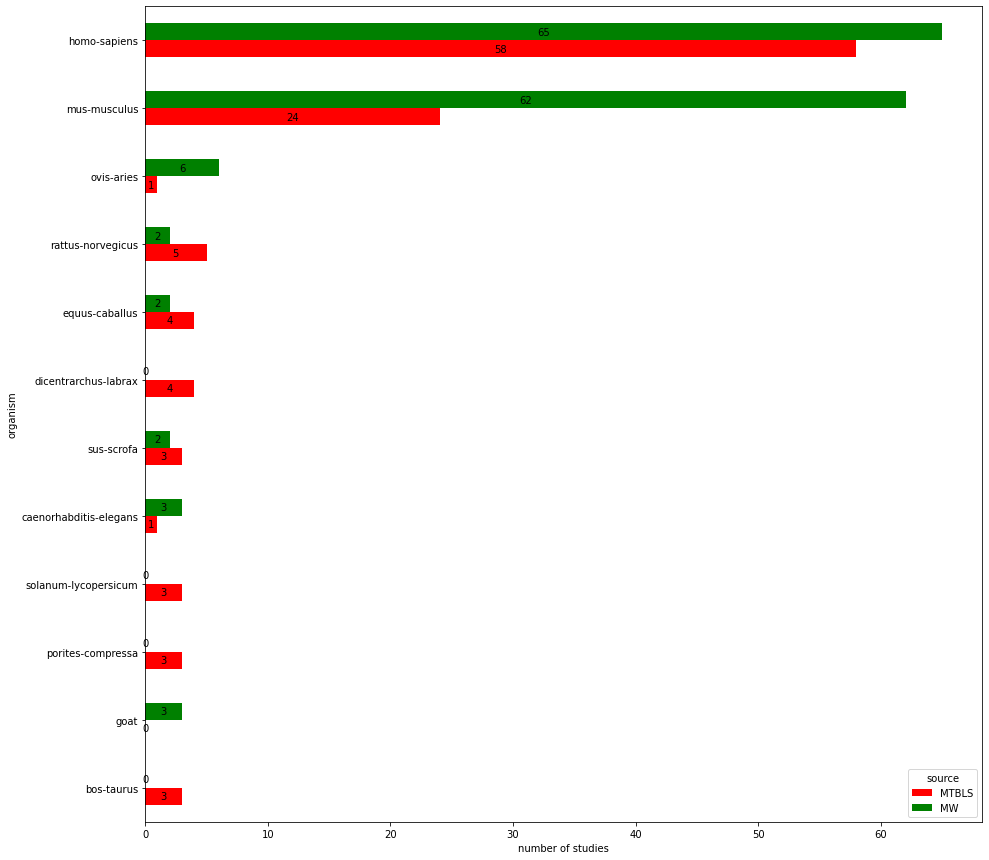 homo-sapiens
65
58
mus-musculus
62
24
ovis-aries
6
1
rattus-norvegicus
2
5
equus-caballus
2
4
dicentrarchus-labrax
0
4
sus-scrofa
2
3
caenorhabditis-elegans
3
1
solanum-lycopersicum
0
3
porites-compressa
0
3
goat
3
0
bos-taurus
0
3
organism
0 10 20 30 40 50 60
number of studies
source
MTBLS
MW